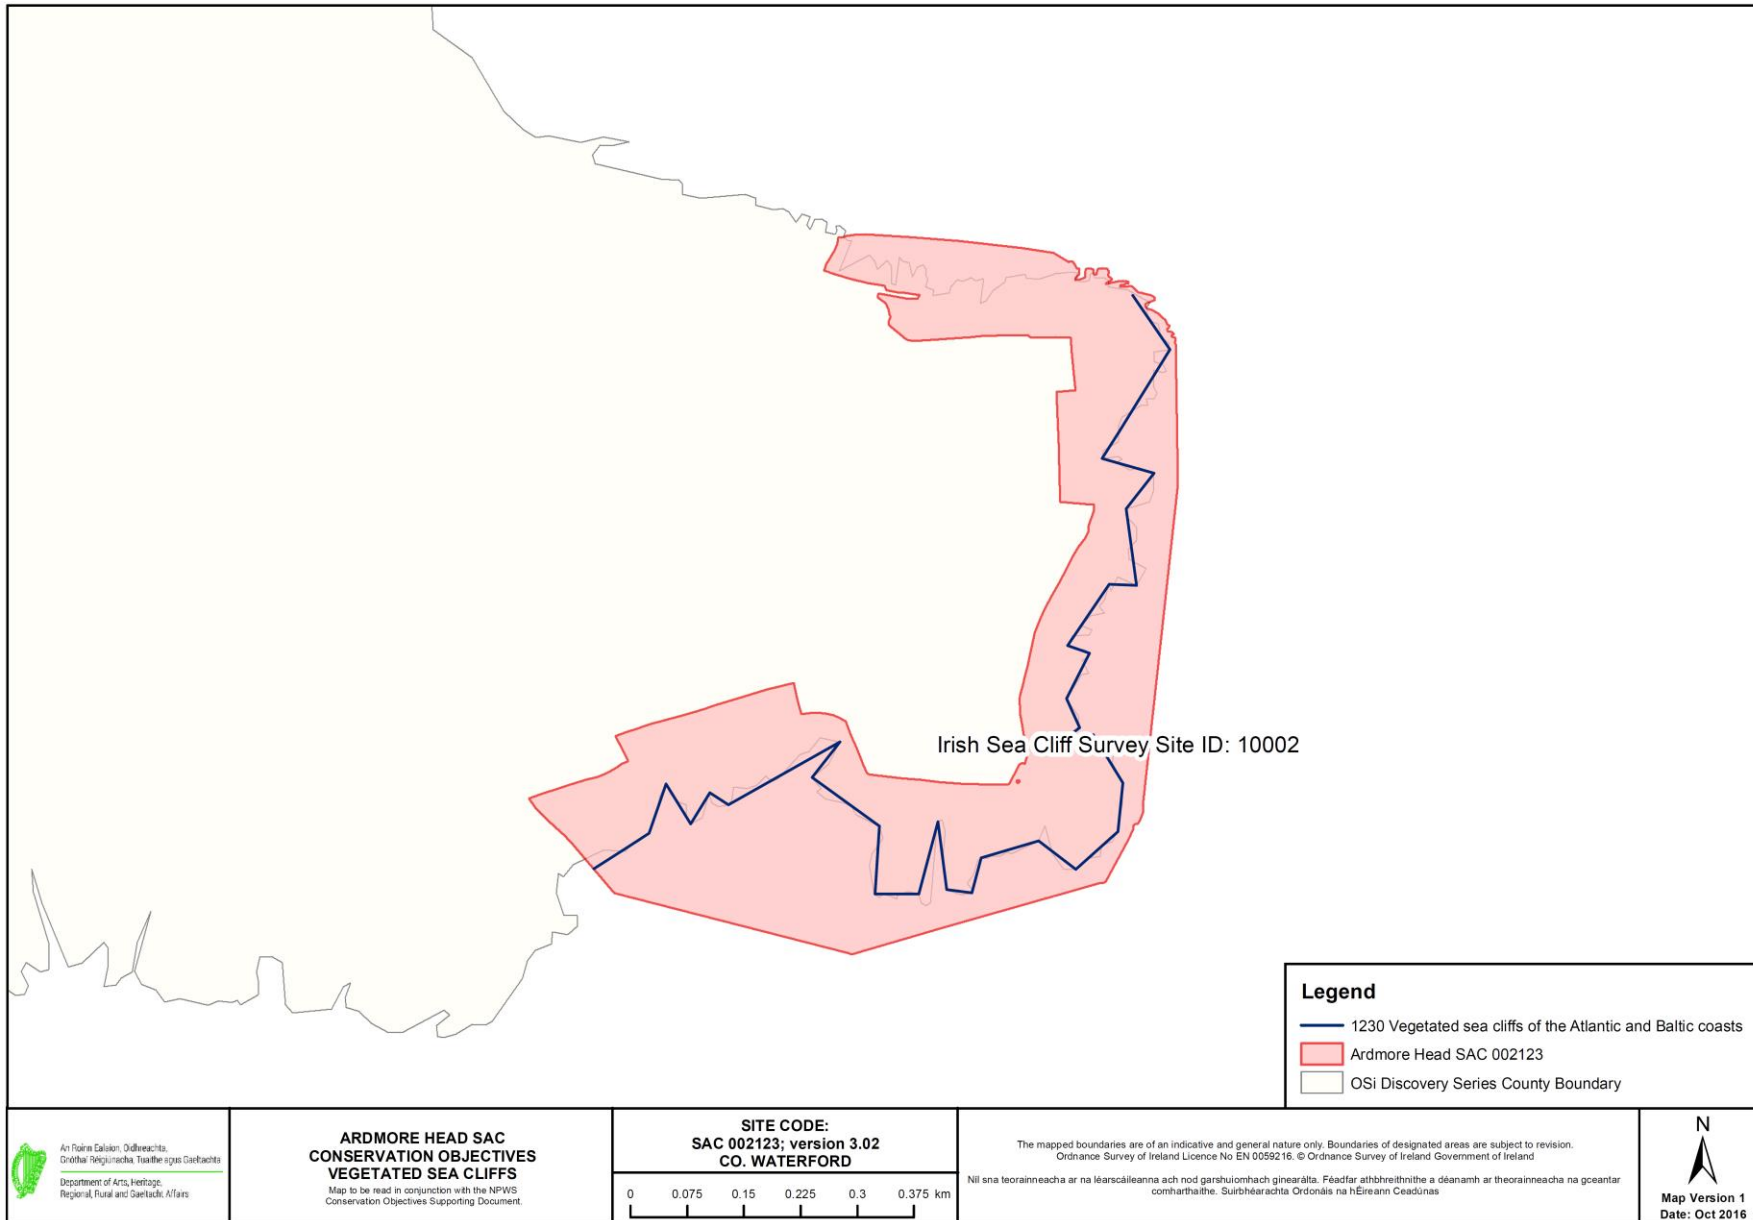 Irish Sea Cliff Survey Site ID: 10002
Legend
1230 Vegetated sea cliffs of the Atlantic and Baltic coasts
Ardmore Head SAC 002123
OSi Discovery Series County Boundary
An Roinn Ealaíon, Oidhreachta,
Gnóthaí Réigiúnacha, Tuaithe agus Gaeltachta
Department of Arts, Heritage,
Regional, Rural and Gaeltacht Affairs
ARDMORE HEAD SAC
CONSERVATION OBJECTIVES
VEGETATED SEA CLIFFS
Map to be read in conjunction with the NPWS
Conservation Objectives Supporting Document.
SITE CODE:
SAC 002123; version 3.02
CO. WATERFORD
0 0.075 0.15 0.225 0.3 0.375 km
The mapped boundaries are of an indicative and general nature only. Boundaries of designated areas are subject to revision.
Ordnance Survey of Ireland Licence No EN 0059216. © Ordnance Survey of Ireland Government of Ireland
Níl sna teorainneacha ar na léarscáileanna ach nod garshuiomhach ginearálta. Féadfar athbhreithnithe a déanamh ar theorainneacha na gceantar
comharthaithe. Suirbhéarachta Ordonáis na hÉireann Ceadúnas
N
Map Version 1
Date: Oct 2016